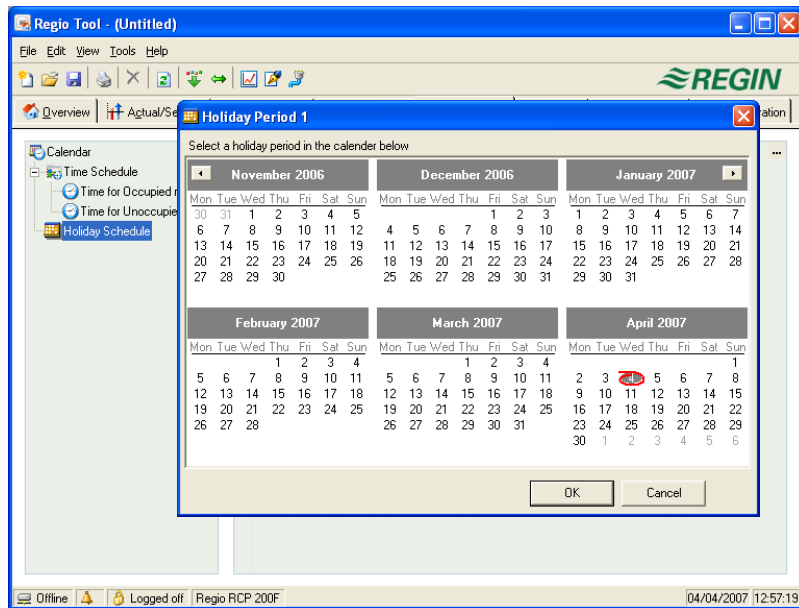 Regio Tool - (Untitled)
File Edit View Tools Help
REGIN
Overview Actual/Se ration
Holiday Period 1
Select a holiday period in the calender below
Calendar
Time Schedule
Time for Occupied
Time for Unoccupie
Holiday Schedule
...
November 2006 December 2006 January 2007
Mon Tue Wed Thu Fri Sat Sun Mon Tue Wed Thu Fri Sat Sun Mon Tue Wed Thu Fri Sat Sun
30 31 1 2 3 4 5 1 2 3 1 2 3 4 5 6 7
6 7 8 9 10 11 12 4 5 6 7 8 9 10 8 9 10 11 12 13 14
13 14 15 16 17 18 19 11 12 13 14 15 16 17 15 16 17 18 19 20 21
20 21 22 23 24 25 26 18 19 20 21 22 23 24 22 23 24 25 26 27 28
27 28 29 30 25 26 27 28 29 30 31 29 30 31
February 2007 March 2007 April 2007
Mon Tue Wed Thu Fri Sat Sun Mon Tue Wed Thu Fri Sat Sun Mon Tue Wed Thu Fri Sat Sun
1 2 3 4 1 2 3 4 1
5 6 7 8 9 10 11 5 6 7 8 9 10 11 2 3 4 5 6 7 8
12 13 14 15 16 17 18 12 13 14 15 16 17 18 9 10 11 12 13 14 15
19 20 21 22 23 24 25 19 20 21 22 23 24 25 16 17 18 19 20 21 22
26 27 28 26 27 28 29 30 31 23 24 25 26 27 28 29
30 1 2 3 4 5 6
OK Cancel
Offline Logged off Regio RCP 200F 04/04/2007 12:57:19